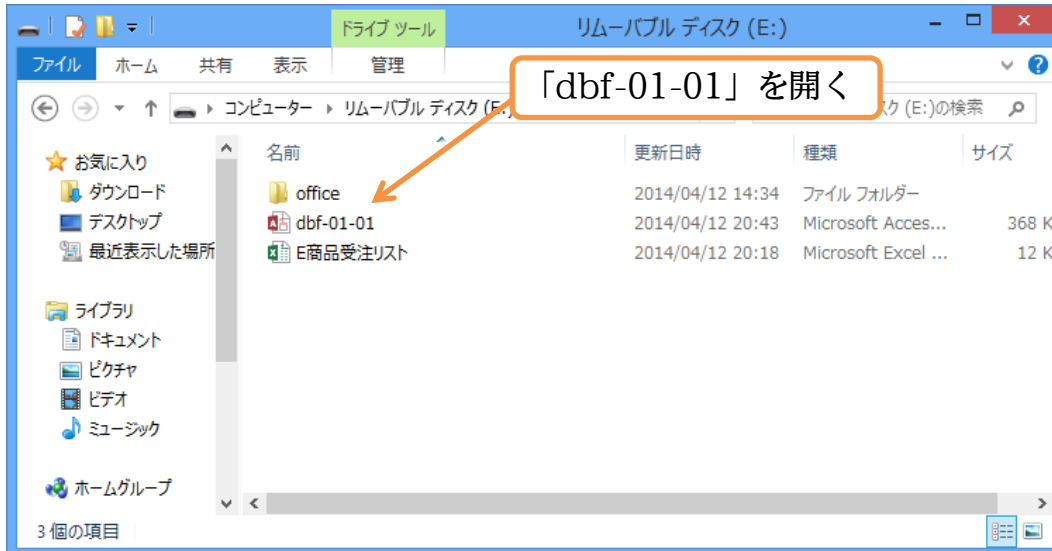 ドライブ ツール
リムーバブル ディスク (E:)
ファイル ホーム 共有 表示 管理
「dbf-01-01」を開く
コンピューター リムーバブル ディスク (E:)
(E:)の検索
お気に入り
ダウンロード
デスクトップ
最近表示した場所
ライブラリ
ドキュメント
ピクチャ
ビデオ
ミュージック
ホームグループ
名前 更新日時 種類 サイズ
office 2014/04/12 14:34 ファイル フォルダー
dbf-01-01 2014/04/12 20:43 Microsoft Acces... 368 K
E商品受注リスト 2014/04/12 20:18 Microsoft Excel ... 12 K
3 個の項目